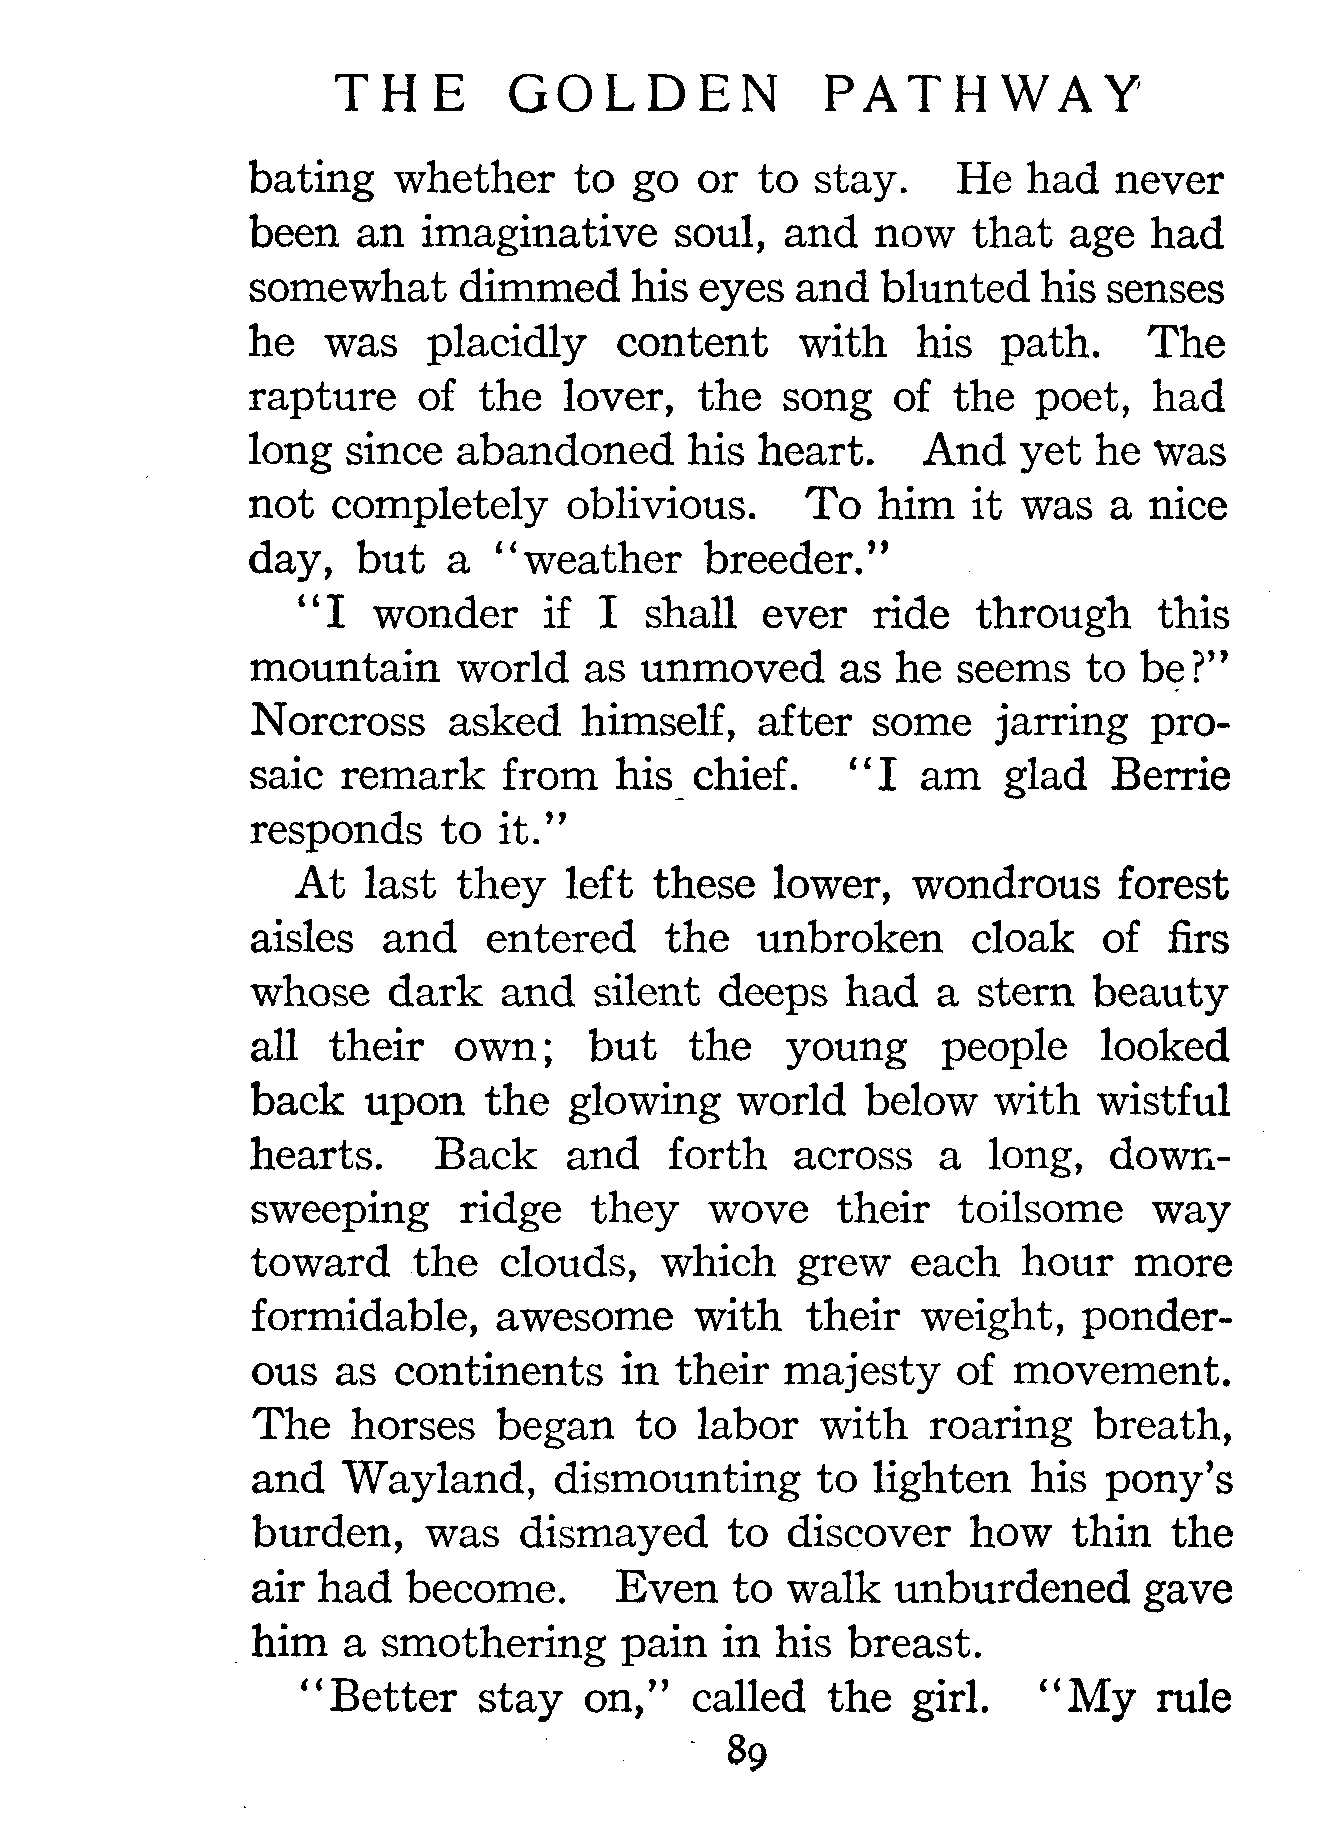 THE GOLDEN PATHWAY
bating whether to go or to stay. He had never
been an imaginative soul, and now that age had
somewhat dimmed his eyes and blunted his senses
he was placidly content with his path. The
rapture of the lover, the song of the poet, had
long since abandoned his heart. And yet he was
not completely oblivious. To him it was a nice
day, but a “weather breeder.”
“I wonder if I shall ever ride through this
mountain world as unmoved as he seems to be?”
Norcross asked himself, after some jarring pro-
saic remark from his chief. “I am glad Berrie
responds to it.”
At last they left these lower, wondrous forest
aisles and entered the unbroken cloak of firs
whose dark and silent deeps had a stern beauty
all their own; but the young people looked
back upon the glowing world below with wistful
hearts. Back and forth across a long, down-
sweeping ridge they wove their toilsome way
toward the clouds, which grew each hour more
formidable, awesome with their weight, ponder-
ous as continents in their majesty of movement.
The horses began to labor with roaring breath,
and Wayland, dismounting to lighten his pony’s
burden, was dismayed to discover how thin the
air had become. Even to walk unburdened gave
him a smothering pain in his breast.
“Better stay on,” called the girl. “My rule
89